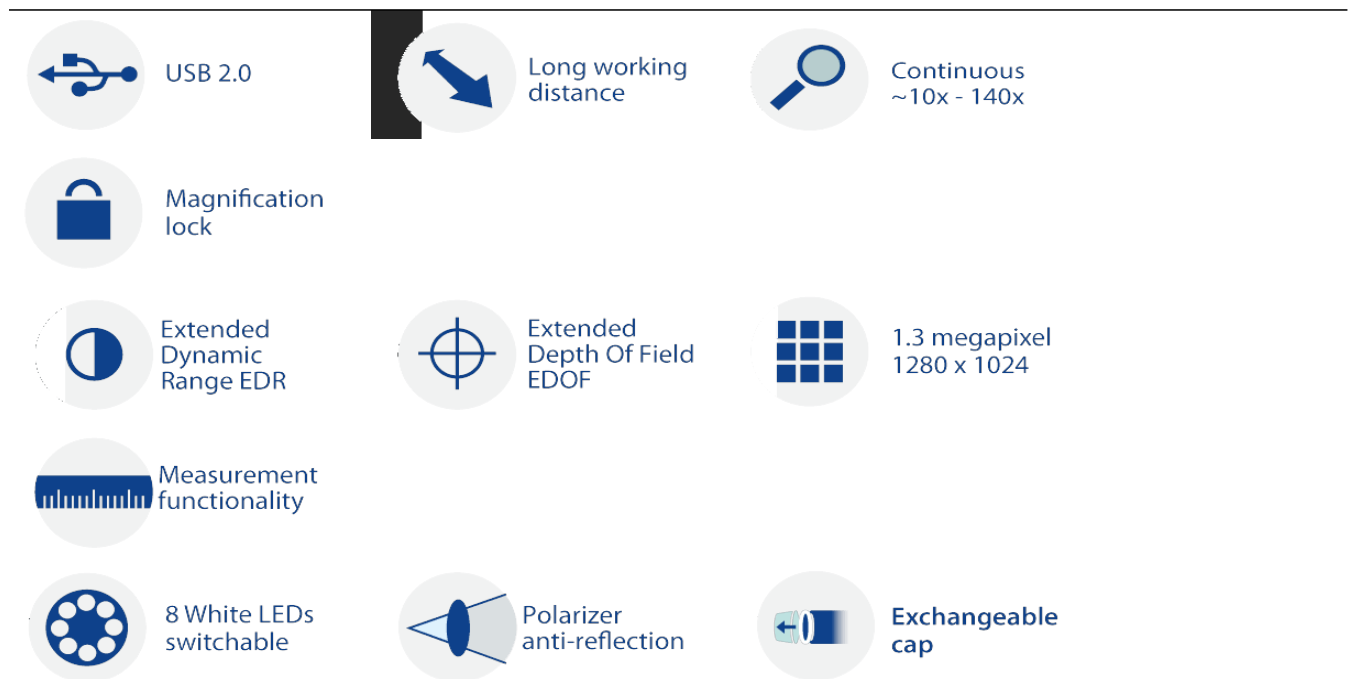 USB 2.0
Long working
distance
Continuous
~10x - 140x
Magnification
lock
Extended
Dynamic
Range EDR
Extended
Depth Of Field
EDOF
1.3 megapixel
1280 x 1024
Measurement
functionality
8 White LEDs
switchable
Polarizer
anti-reflection
Exchangeable
cap